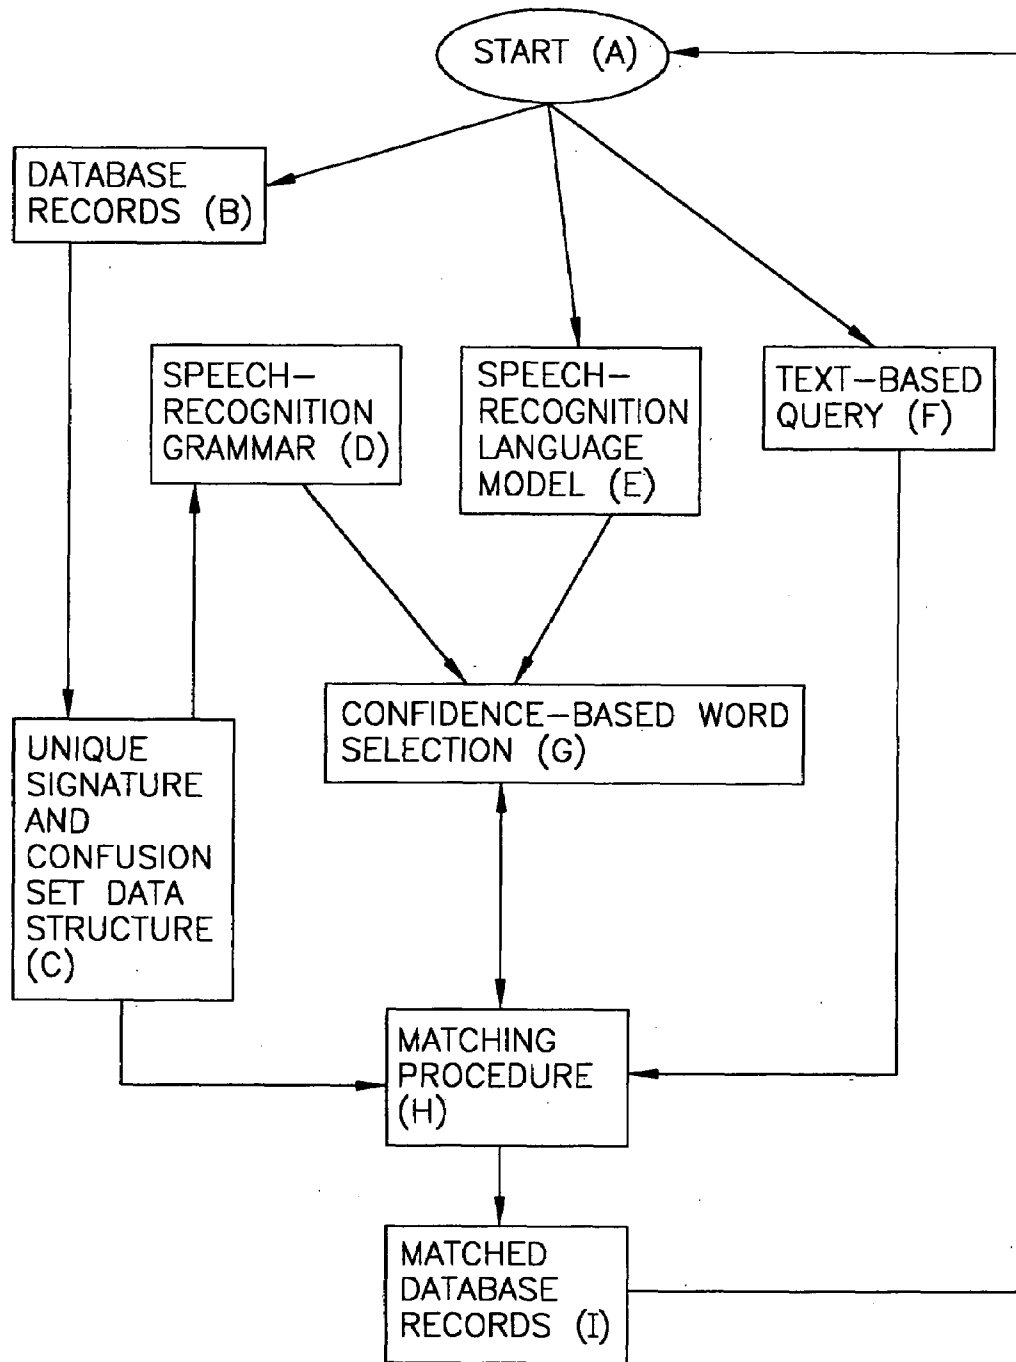 START (A)
DATABASE
RECORDS (B)
SPEECH-
RECOGNITION
GRAMMAR (D)
SPEECH-
RECOGNITION
LANGUAGE
MODEL (E)
TEXT-BASED
QUERY (F)
CONFIDENCE-BASED WORD
SELECTION (G)
UNIQUE
SIGNATURE
AND
CONFUSION
SET DATA
STRUCTURE
(C)
MATCHING
PROCEDURE
(H)
MATCHED
DATABASE
RECORDS (I)